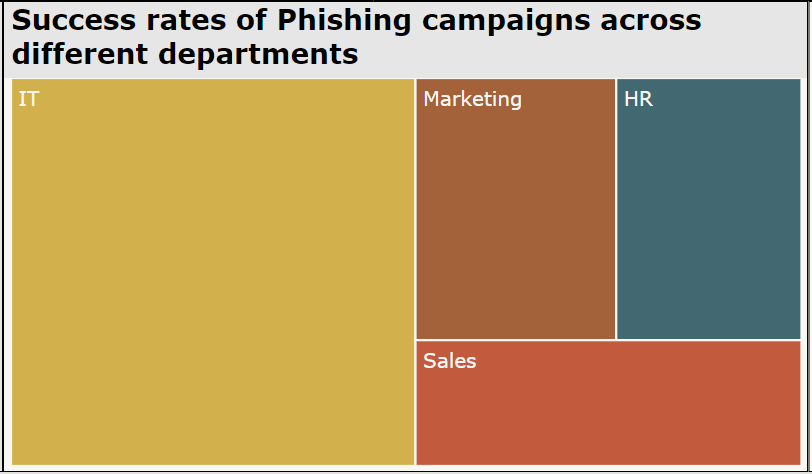 Success rates of Phishing campaigns across
different departments
IT
Marketing
HR
Sales